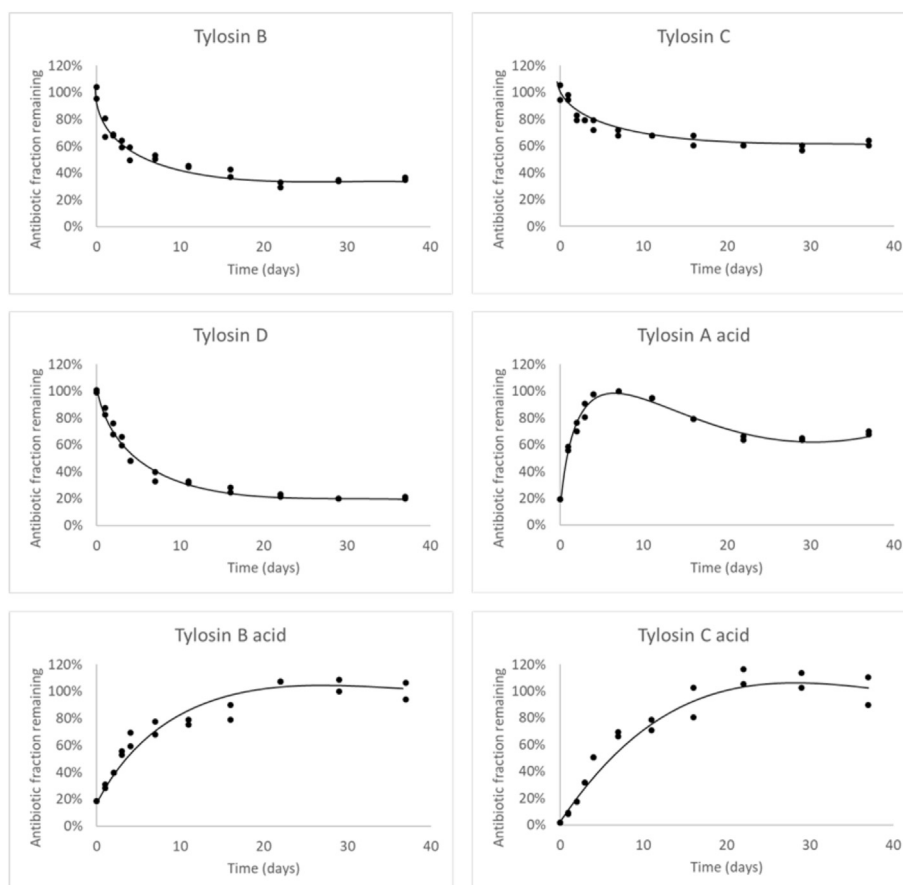 Tylosin B
Antibiotic fraction remaining
120%
100%
80%
60%
40%
20%
0%
0 10 20 30 40
Time (days)
Tylosin C
Antibiotic fraction remaining
120%
100%
80%
60%
40%
20%
0%
0 10 20 30 40
Time (days)
Tylosin D
Antibiotic fraction remaining
120%
100%
80%
60%
40%
20%
0%
0 10 20 30 40
Time (days)
Tylosin A acid
Antibiotic fraction remaining
120%
100%
80%
60%
40%
20%
0%
0 10 20 30 40
Time (days)
Tylosin B acid
Antibiotic fraction remaining
120%
100%
80%
60%
40%
20%
0%
0 10 20 30 40
Time (days)
Tylosin C acid
Antibiotic fraction remaining
120%
100%
80%
60%
40%
20%
0%
0 10 20 30 40
Time (days)